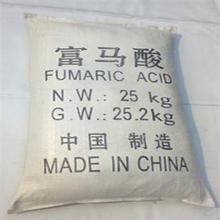 富马酸
FUMARIC ACID
N.W.: 25 kg
G.W.: 25.2kg
中国 制造
MADE IN CHINA